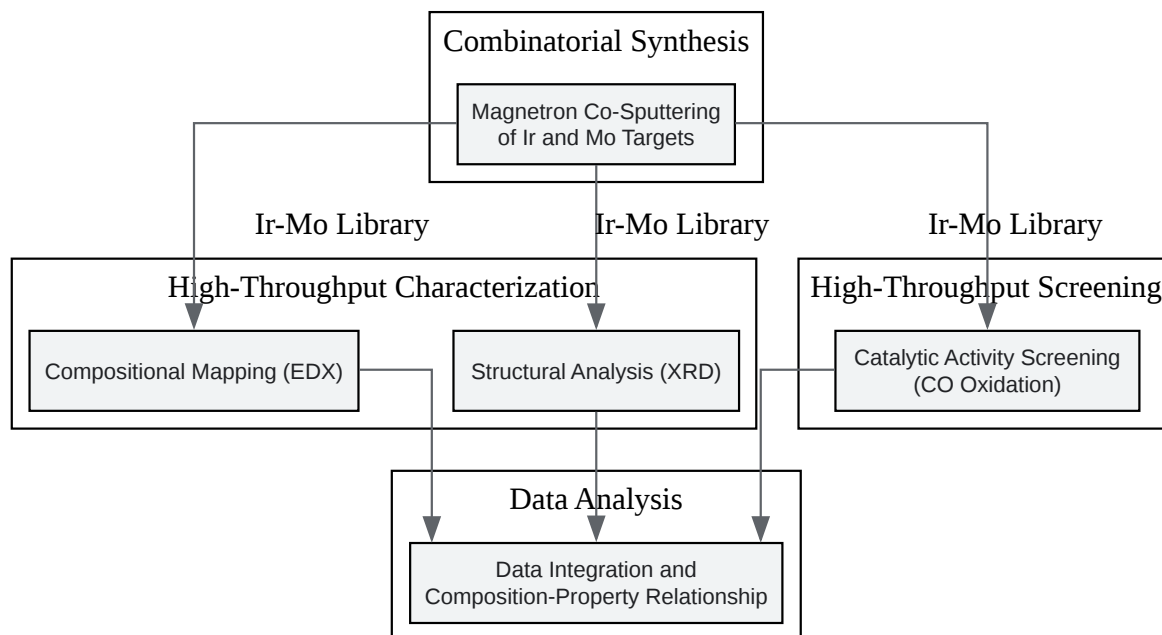 Combinatorial Synthesis
Magnetron Co-Sputtering
of Ir and Mo Targets
Ir-Mo Library
Ir-Mo Library
Ir-Mo Library
High-Throughput Characterization
High-Throughput Screening
Compositional Mapping (EDX)
Structural Analysis (XRD)
Catalytic Activity Screening
(CO Oxidation)
Data Analysis
Data Integration and
Composition-Property Relationship